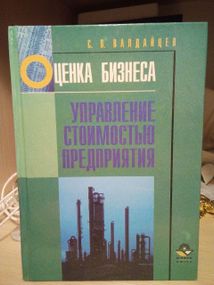 С. В. ВАЛДАЙЦЕВ
ОЦЕНКА БИЗНЕСА
УПРАВЛЕНИЕ
СТОИМОСТЬЮ
ПРЕДПРИЯТИЯ